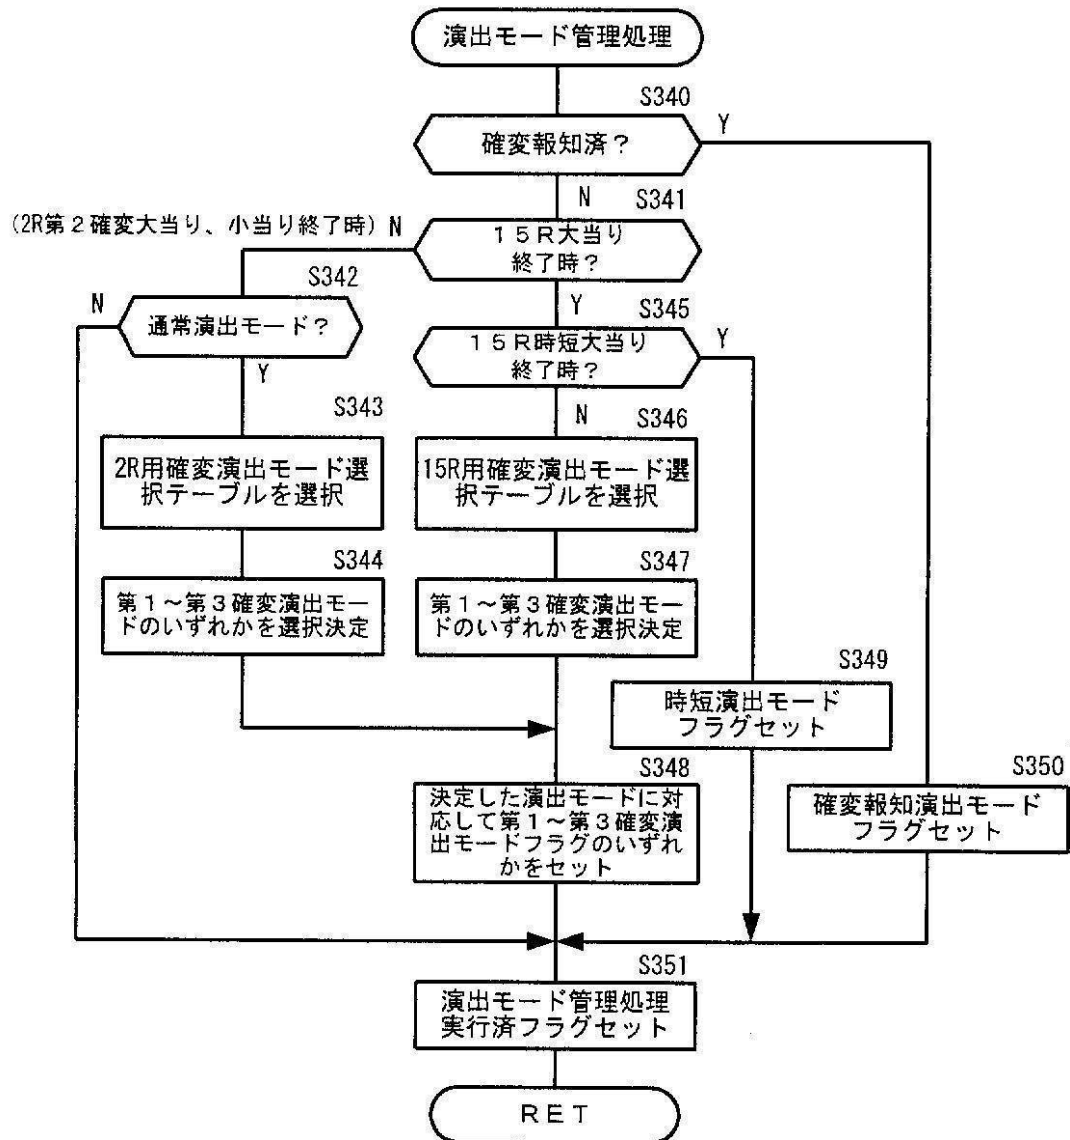 演出モード管理処理
S340
確変報知済？
Y
N
S341
(2R第２確変大当り、小当り終了時)
N
１５R大当り
終了時？
S342
N
通常演出モード？
Y
Y
S345
１５R時短大当り
終了時？
Y
S343
2R用確変演出モード選
択テーブルを選択
N
S346
15R用確変演出モード選
択テーブルを選択
S344
第１～第３確変演出モー
ドのいずれかを選択決定
S347
第１～第３確変演出モー
ドのいずれかを選択決定
S349
時短演出モード
フラグセット
S348
決定した演出モードに対
応して第１～第３確変演
出モードフラグのいずれ
かをセット
S350
確変報知演出モード
フラグセット
S351
演出モード管理処理
実行済フラグセット
ＲＥＴ